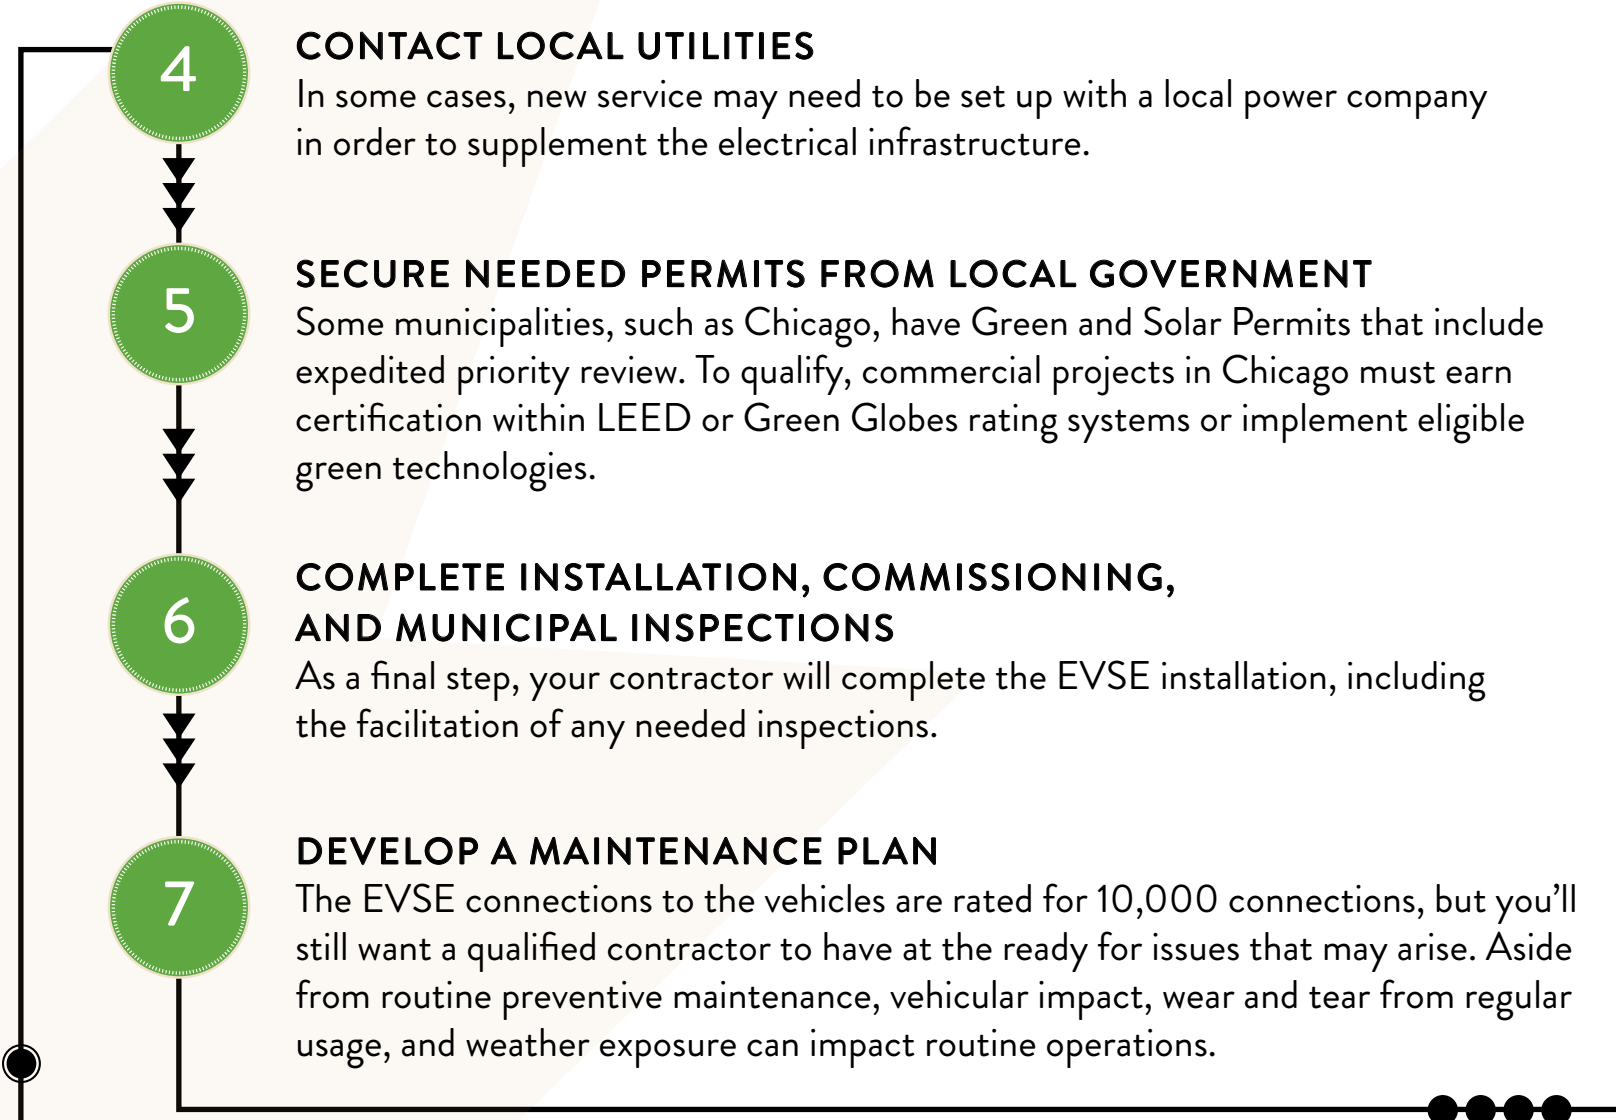 4
CONTACT LOCAL UTILITIES
In some cases, new service may need to be set up with a local power company
in order to supplement the electrical infrastructure.
5
SECURE NEEDED PERMITS FROM LOCAL GOVERNMENT
Some municipalities, such as Chicago, have Green and Solar Permits that include
expedited priority review. To qualify, commercial projects in Chicago must earn
certification within LEED or Green Globes rating systems or implement eligible
green technologies.
6
COMPLETE INSTALLATION, COMMISSIONING,
AND MUNICIPAL INSPECTIONS
As a final step, your contractor will complete the EVSE installation, including
the facilitation of any needed inspections.
7
DEVELOP A MAINTENANCE PLAN
The EVSE connections to the vehicles are rated for 10,000 connections, but you’ll
still want a qualified contractor to have at the ready for issues that may arise. Aside
from routine preventive maintenance, vehicular impact, wear and tear from regular
usage, and weather exposure can impact routine operations.